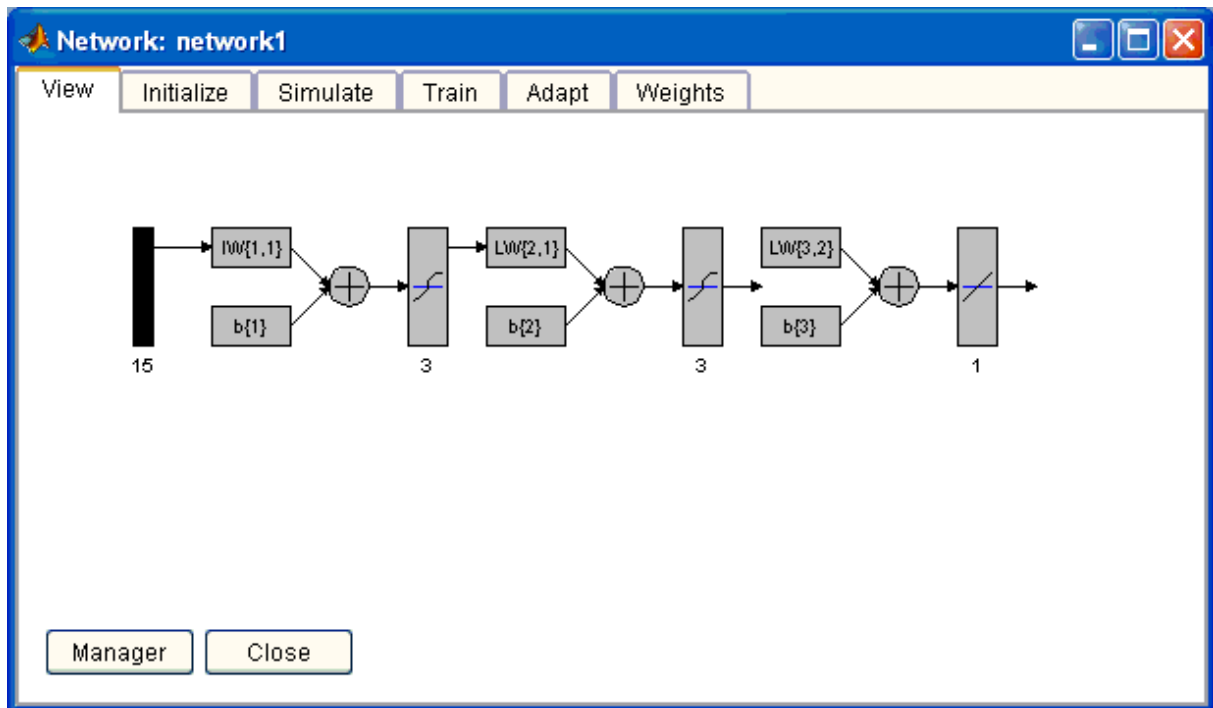 Network: network1
View Initialize Simulate Train Adapt Weights
IW{1,1} LW{2,1} LW{3,2}
b{1} b{2} b{3}
15 3 3 1
Manager Close